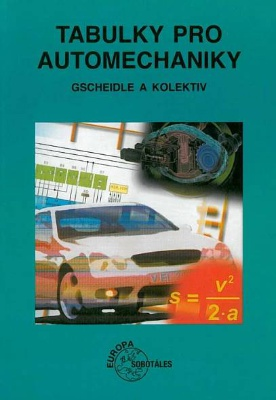 TABULKY PRO
AUTOMECHANIKY
GSCHEIDLE A KOLEKTIV
s = v²/2·a
EUROPA
SOBOTÁLES